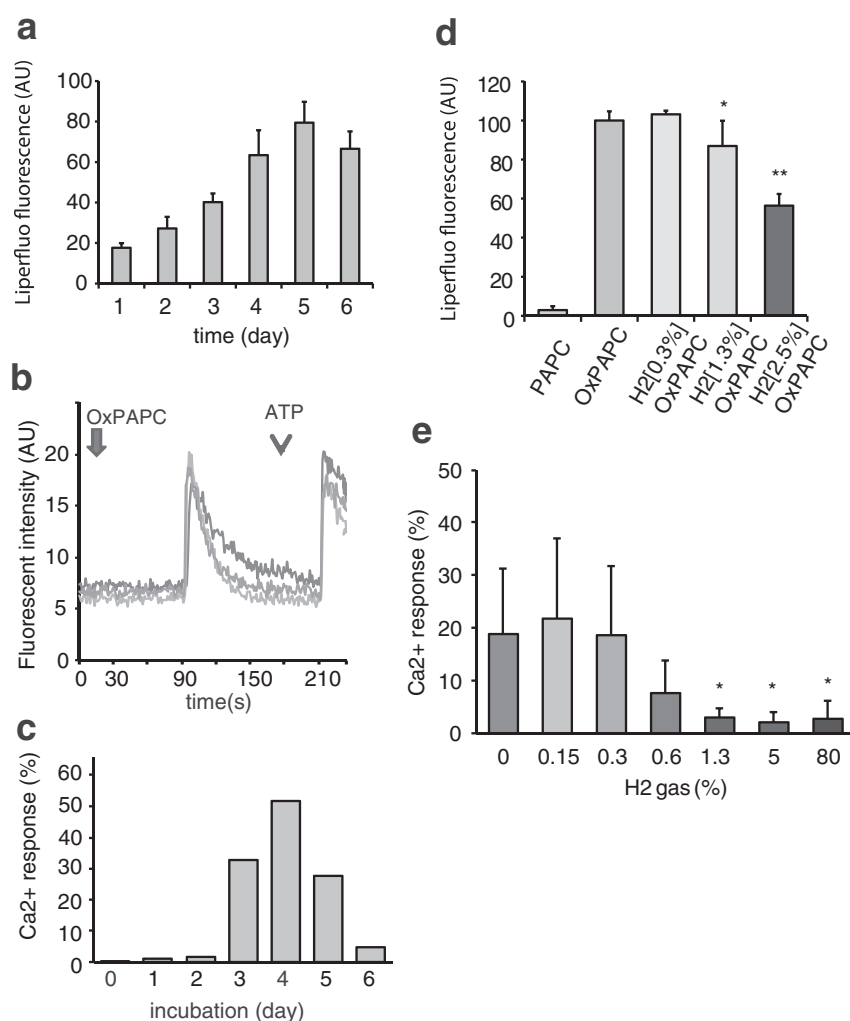 a
Liperfluo fluorescence (AU)
100
80
60
40
20
0
1 2 3 4 5 6
time (day)
b
Fluorescent intensity (AU)
OxPAPC
ATP
20
15
10
5
0
0 30 90 150 210
time(s)
c
Ca2+ response (%)
60
50
40
30
20
10
0
0 1 2 3 4 5 6
incubation (day)
d
Liperfluo fluorescence (AU)
120
100
80
60
40
20
0
*
**
PAPC
OxPAPC
H2[0.3%]
OxPAPC
H2[1.3%]
OxPAPC
H2[2.5%]
OxPAPC
e
Ca2+ response (%)
50
40
30
20
10
0
* * *
0 0.15 0.3 0.6 1.3 5 80
H2 gas (%)